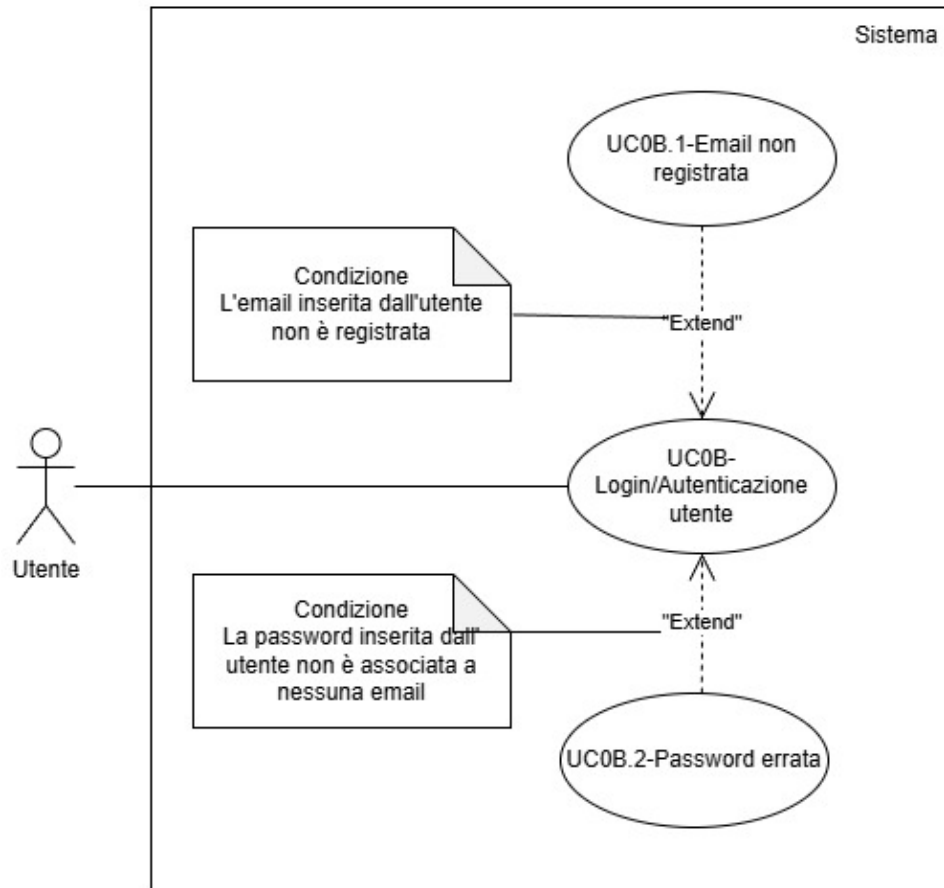 Sistema
UC0B.1-Email non
registrata
Condizione
L'email inserita dall'utente
non è registrata
"Extend"
UC0B-
Login/Autenticazione
utente
Utente
Condizione
La password inserita dall'
utente non è associata a
nessuna email
"Extend"
UC0B.2-Password errata